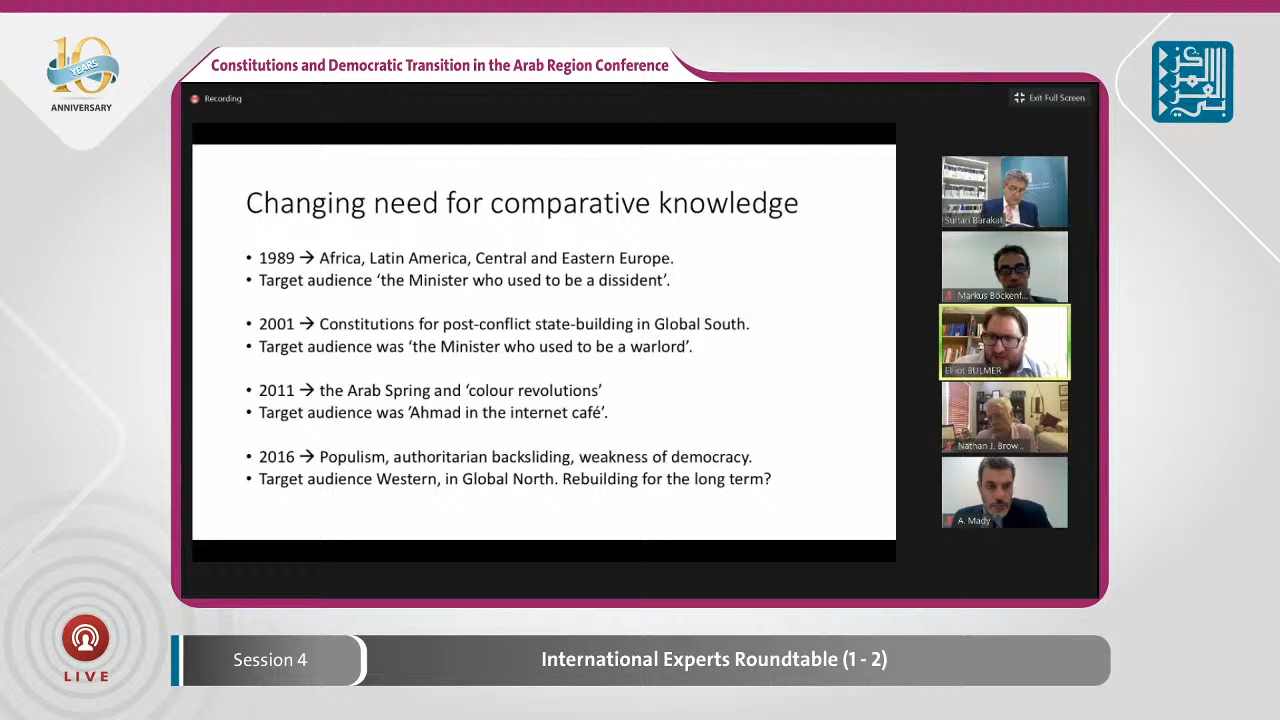 10
YEARS
ANNIVERSARY
Constitutions and Democratic Transition in the Arab Region Conference
المركز
العربي
Recording
Exit Full Screen
Changing need for comparative knowledge
• 1989 → Africa, Latin America, Central and Eastern Europe.
• Target audience ‘the Minister who used to be a dissident’.
• 2001 → Constitutions for post-conflict state-building in Global South.
• Target audience was ‘the Minister who used to be a warlord’.
• 2011 → the Arab Spring and ‘colour revolutions’
• Target audience was ’Ahmad in the internet café’.
• 2016 → Populism, authoritarian backsliding, weakness of democracy.
• Target audience Western, in Global North. Rebuilding for the long term?
Sultan Barakat
Markus Böckenf...
Elliot BULMER
Nathan J. Brow...
A. Mady
LIVE
Session 4
International Experts Roundtable (1 - 2)